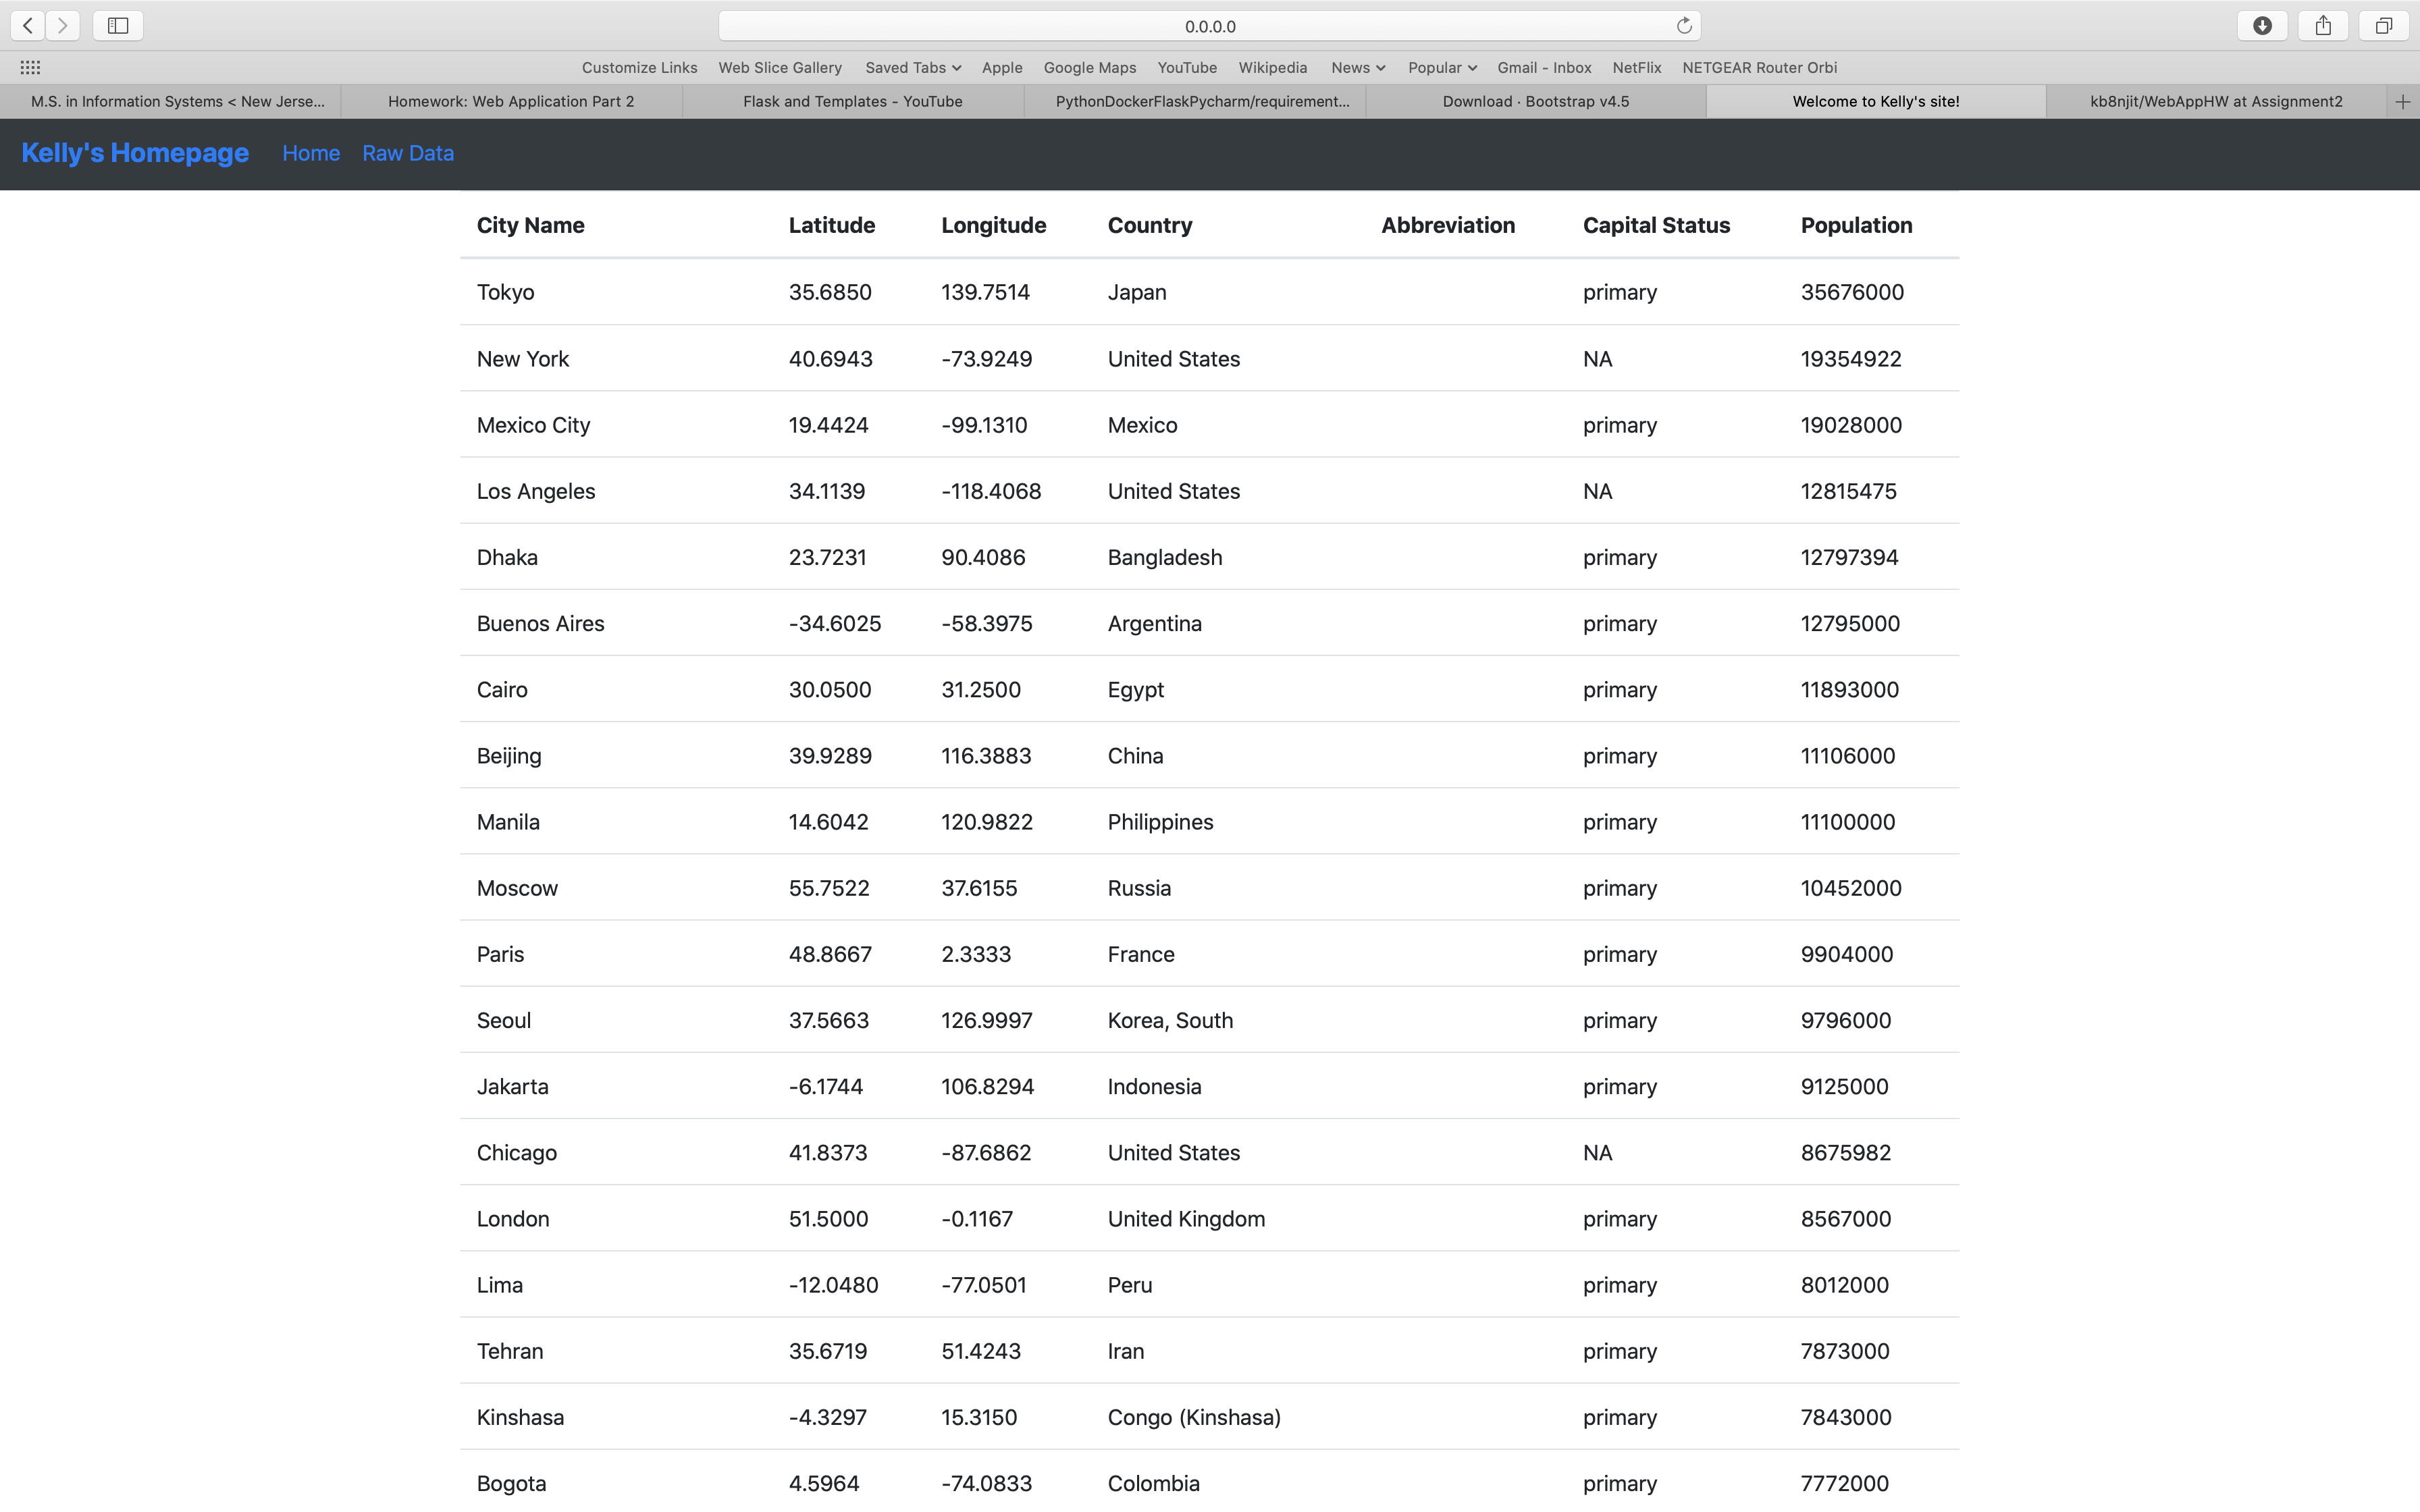 0.0.0.0
Customize Links Web Slice Gallery Saved Tabs Apple Google Maps YouTube Wikipedia News Popular Gmail - Inbox NetFlix NETGEAR Router Orbi
M.S. in Information Systems < New Jerse... Homework: Web Application Part 2 Flask and Templates - YouTube PythonDockerFlaskPycharm/requirement... Download · Bootstrap v4.5 Welcome to Kelly's site! kb8njit/WebAppHW at Assignment2
Kelly's Homepage Home Raw Data
City Name Latitude Longitude Country Abbreviation Capital Status Population
Tokyo 35.6850 139.7514 Japan primary 35676000
New York 40.6943 -73.9249 United States NA 19354922
Mexico City 19.4424 -99.1310 Mexico primary 19028000
Los Angeles 34.1139 -118.4068 United States NA 12815475
Dhaka 23.7231 90.4086 Bangladesh primary 12797394
Buenos Aires -34.6025 -58.3975 Argentina primary 12795000
Cairo 30.0500 31.2500 Egypt primary 11893000
Beijing 39.9289 116.3883 China primary 11106000
Manila 14.6042 120.9822 Philippines primary 11100000
Moscow 55.7522 37.6155 Russia primary 10452000
Paris 48.8667 2.3333 France primary 9904000
Seoul 37.5663 126.9997 Korea, South primary 9796000
Jakarta -6.1744 106.8294 Indonesia primary 9125000
Chicago 41.8373 -87.6862 United States NA 8675982
London 51.5000 -0.1167 United Kingdom primary 8567000
Lima -12.0480 -77.0501 Peru primary 8012000
Tehran 35.6719 51.4243 Iran primary 7873000
Kinshasa -4.3297 15.3150 Congo (Kinshasa) primary 7843000
Bogota 4.5964 -74.0833 Colombia primary 7772000